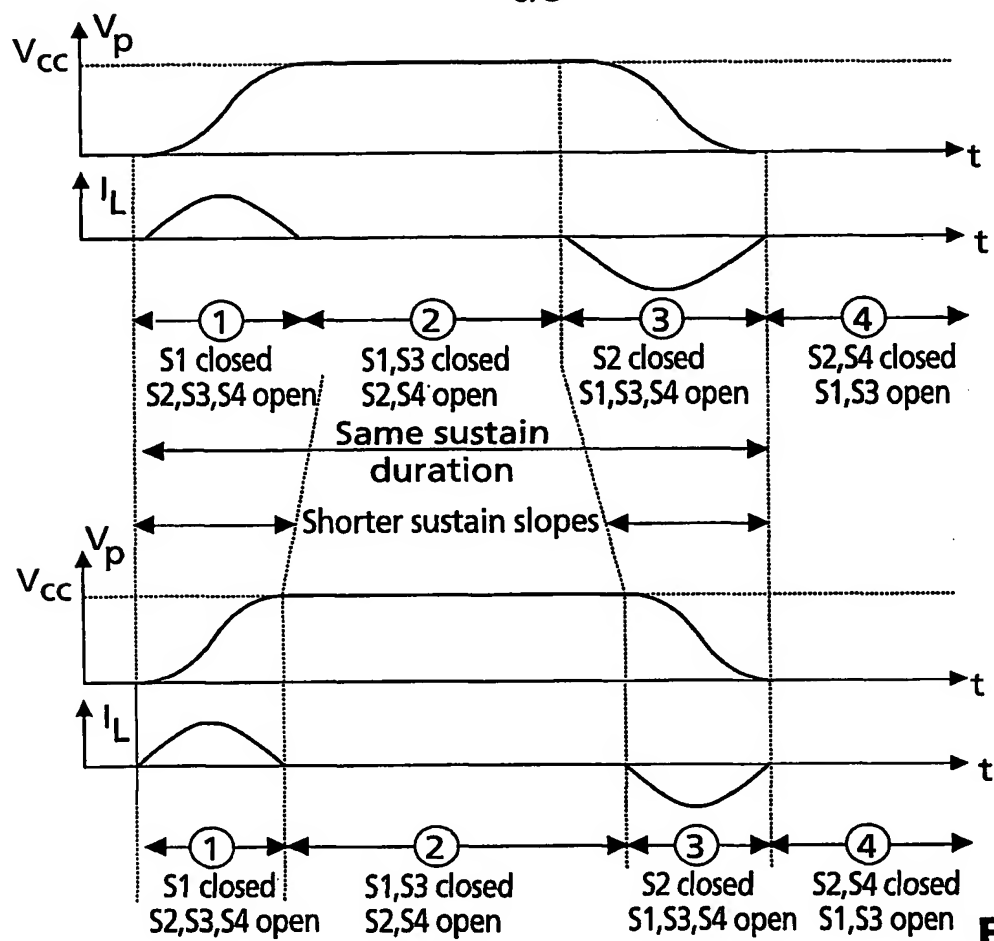 Vp
Vcc
t
IL
t
1 2 3 4
S1 closed S1,S3 closed S2 closed S2,S4 closed
S2,S3,S4 open S2,S4 open S1,S3,S4 open S1,S3 open
Same sustain
duration
Shorter sustain slopes
Vp
Vcc
t
IL
t
1 2 3 4
S1 closed S1,S3 closed S2 closed S2,S4 closed
S2,S3,S4 open S2,S4 open S1,S3,S4 open S1,S3 open